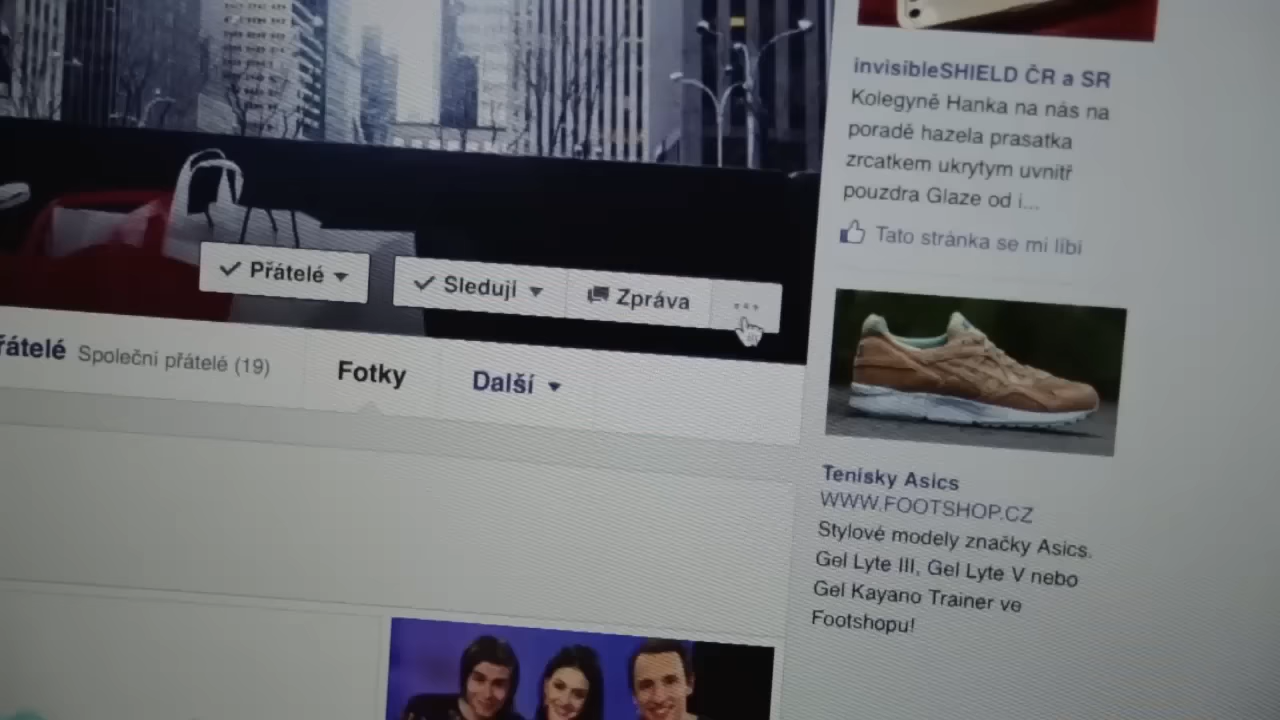 invisibleSHIELD ČR a SR
Kolegyně Hanka na nás na
poradě hazela prasatka
zrcatkem ukrytym uvnitř
pouzdra Glaze od i...
Tato stránka se mi líbí
Přátelé
Sleduji
Zpráva
řátelé Společní přátelé (19)
Fotky
Další
Tenisky Asics
WWW.FOOTSHOP.CZ
Stylové modely značky Asics.
Gel Lyte III, Gel Lyte V nebo
Gel Kayano Trainer ve
Footshopu!